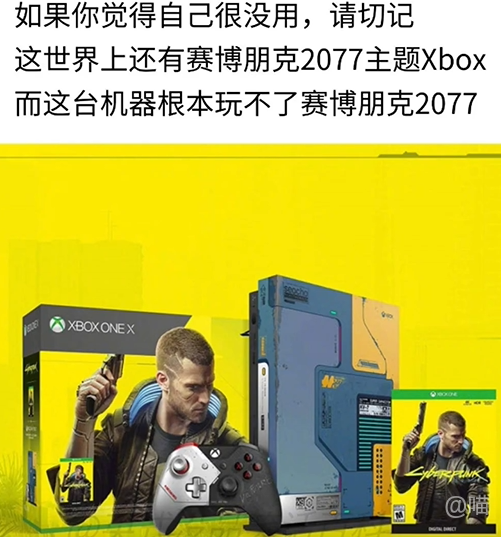 如果你觉得自己很没用，请切记
这世界上还有赛博朋克2077主题Xbox
而这台机器根本玩不了赛博朋克2077
XBOX ONE X
seocho
XBOX ONE
Cyberpunk
M
DIGITAL DIRECT
@喵